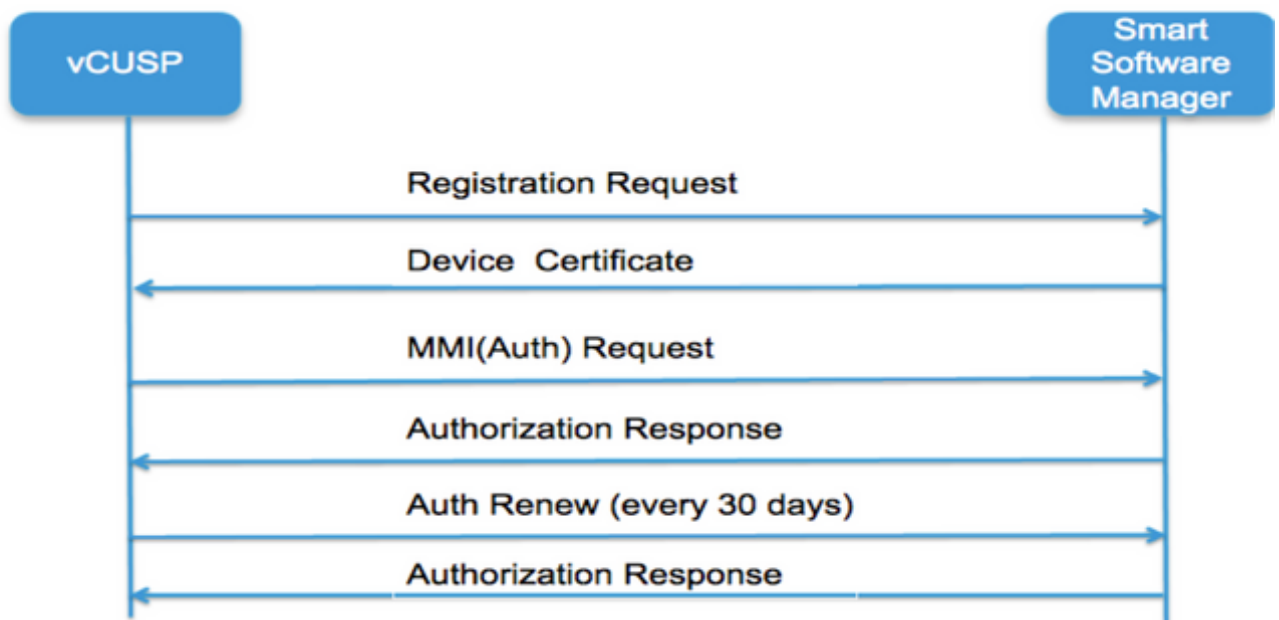 vCUSP
Smart
Software
Manager
Registration Request
Device Certificate
MMI(Auth) Request
Authorization Response
Auth Renew (every 30 days)
Authorization Response